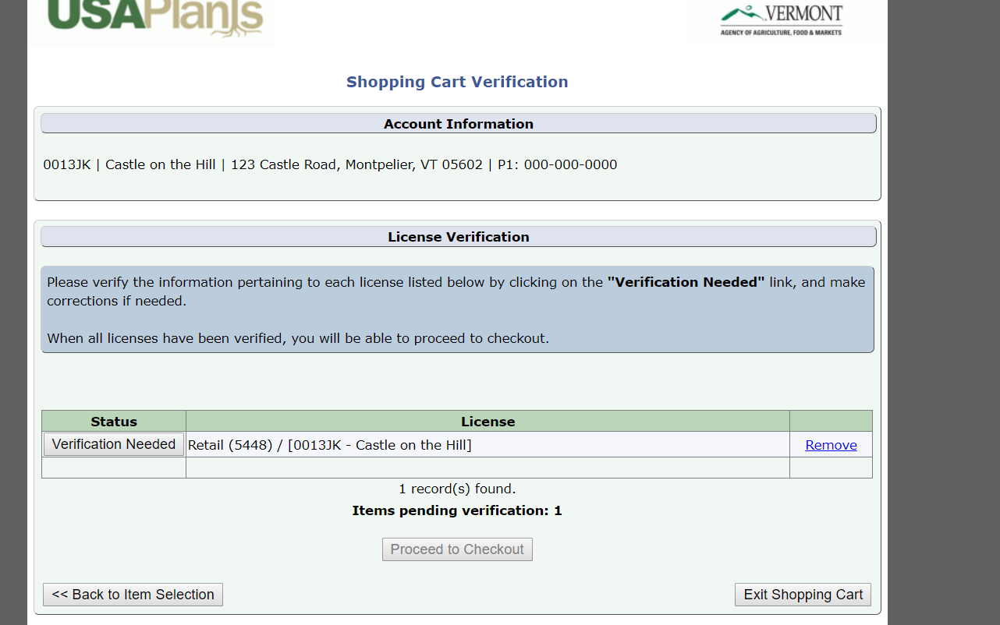 USAPlants
VERMONT
AGENCY OF AGRICULTURE, FOOD & MARKETS
Shopping Cart Verification
Account Information
0013JK | Castle on the Hill | 123 Castle Road, Montpelier, VT 05602 | P1: 000-000-0000
License Verification
Please verify the information pertaining to each license listed below by clicking on the "Verification Needed" link, and make
corrections if needed.
When all licenses have been verified, you will be able to proceed to checkout.
Status License
Verification Needed Retail (5448) / [0013JK - Castle on the Hill] Remove
1 record(s) found.
Items pending verification: 1
Proceed to Checkout
<< Back to Item Selection Exit Shopping Cart